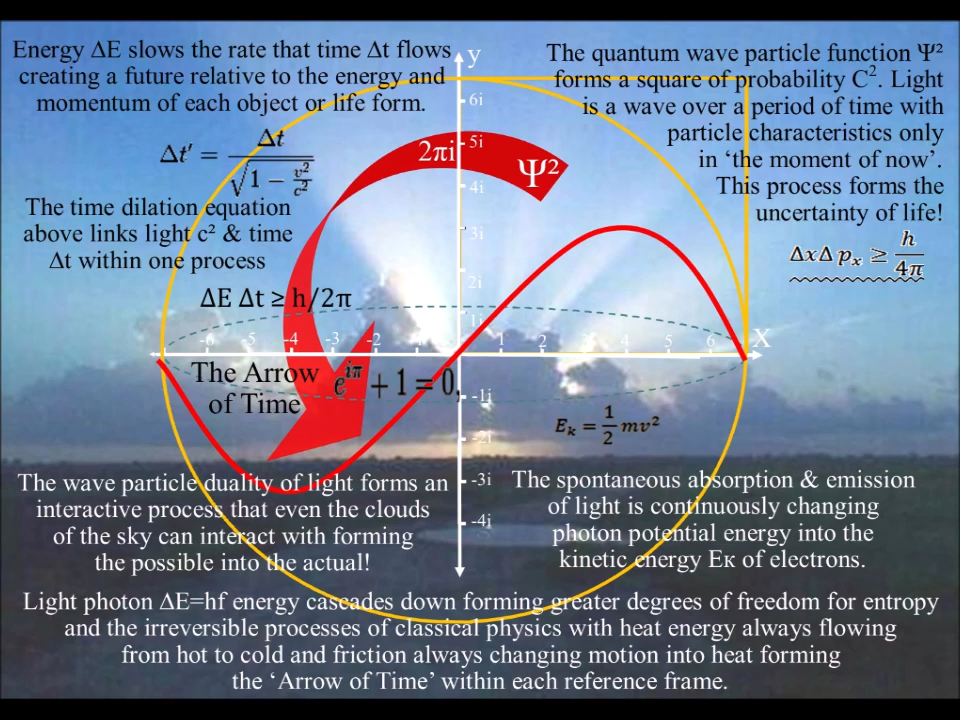 Energy ΔE slows the rate that time Δt flows
creating a future relative to the energy and
momentum of each object or life form.
Δt′ = Δt / √(1 − v²/c²)
The time dilation equation
above links light c² & time
Δt within one process
ΔE Δt ≥ h/2π
The quantum wave particle function Ψ²
forms a square of probability C². Light
is a wave over a period of time with
particle characteristics only
in ‘the moment of now’.
This process forms the
uncertainty of life!
ΔxΔpₓ ≥ h/4π
y
6i
5i
4i
3i
2i
1i
2πi
Ψ²
-6 -5 -4 -3 -2 -1 1 2 3 4 5 6 X
The Arrow
of Time
e^{iπ} + 1 = 0,
-1i
-2i
-3i
-4i
Eₖ = 1/2 mv²
The wave particle duality of light forms an
interactive process that even the clouds
of the sky can interact with forming
the possible into the actual!
The spontaneous absorption & emission
of light is continuously changing
photon potential energy into the
kinetic energy Eᴋ of electrons.
Light photon ΔE=hf energy cascades down forming greater degrees of freedom for entropy
and the irreversible processes of classical physics with heat energy always flowing
from hot to cold and friction always changing motion into heat forming
the ‘Arrow of Time’ within each reference frame.